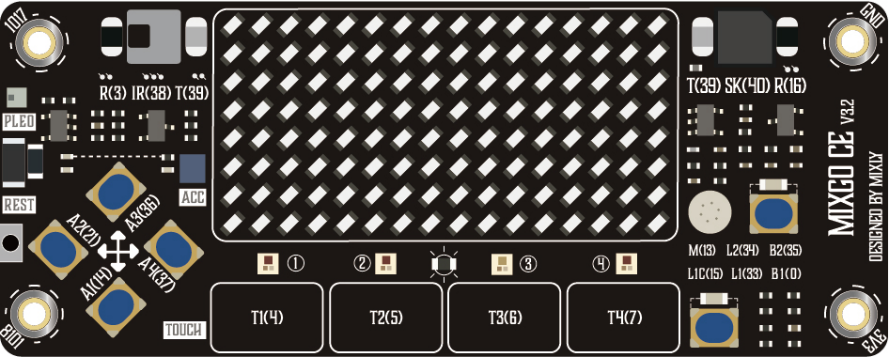 IO17
GND
R(3) IR(38) T(39)
T(39) SK(40) R(16)
PLED
REST
ACC
A3(36)
A2(21)
A4(37)
A1(14)
MIXGO CE V3.2
DESIGNED BY MIXLY
M(13) L2(34) B2(35)
L1C(15) L1(33) B1(0)
① ② ③ ④
TOUCH
T1(4) T2(5) T3(6) T4(7)
IO18
3V3